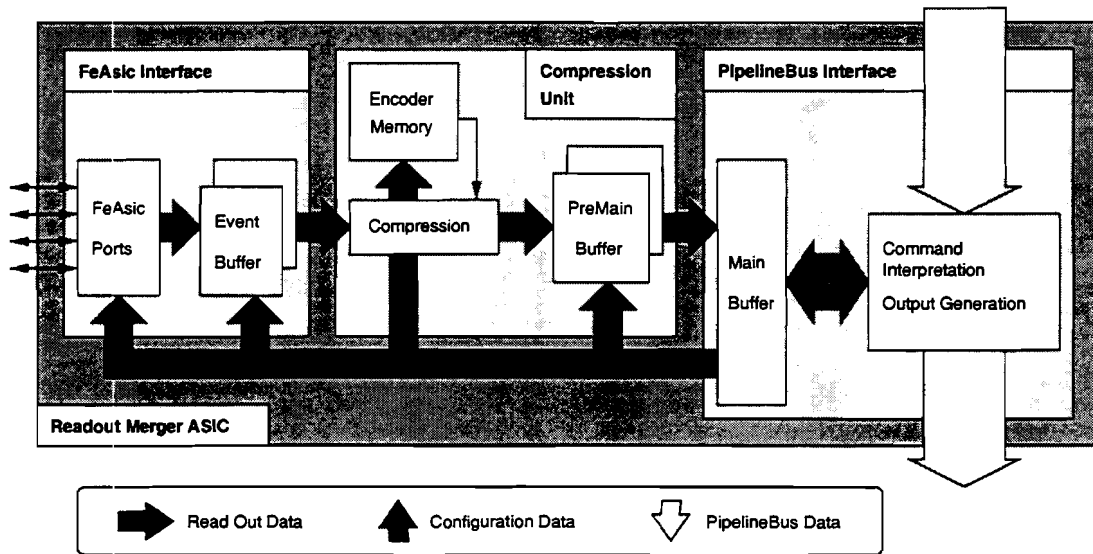 FeAsic Interface
Compression
Unit
PipelineBus Interface
Encoder
Memory
FeAsic
Ports
Event
Buffer
Compression
PreMain
Buffer
Main
Buffer
Command
Interpretation
Output Generation
Readout Merger ASIC
Read Out Data
Configuration Data
PipelineBus Data